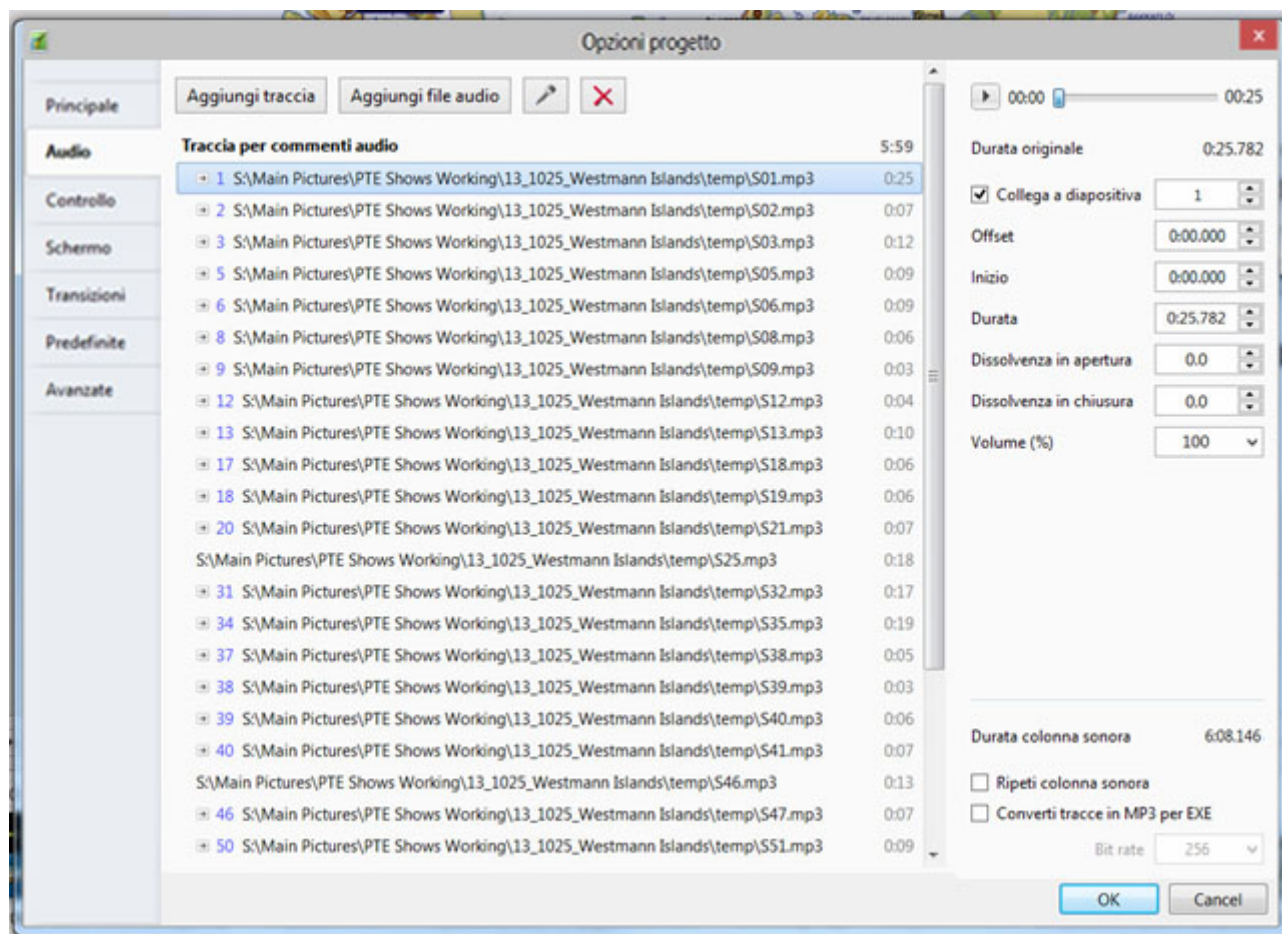 Opzioni progetto
Principale
Audio
Controllo
Schermo
Transizioni
Predefinite
Avanzate
Aggiungi traccia Aggiungi file audio
Traccia per commenti audio 5:59
1 S:\Main Pictures\PTE Shows Working\13_1025_Westmann Islands\temp\S01.mp3 0:25
2 S:\Main Pictures\PTE Shows Working\13_1025_Westmann Islands\temp\S02.mp3 0:07
3 S:\Main Pictures\PTE Shows Working\13_1025_Westmann Islands\temp\S03.mp3 0:12
5 S:\Main Pictures\PTE Shows Working\13_1025_Westmann Islands\temp\S05.mp3 0:09
6 S:\Main Pictures\PTE Shows Working\13_1025_Westmann Islands\temp\S06.mp3 0:09
8 S:\Main Pictures\PTE Shows Working\13_1025_Westmann Islands\temp\S08.mp3 0:06
9 S:\Main Pictures\PTE Shows Working\13_1025_Westmann Islands\temp\S09.mp3 0:03
12 S:\Main Pictures\PTE Shows Working\13_1025_Westmann Islands\temp\S12.mp3 0:04
13 S:\Main Pictures\PTE Shows Working\13_1025_Westmann Islands\temp\S13.mp3 0:10
17 S:\Main Pictures\PTE Shows Working\13_1025_Westmann Islands\temp\S18.mp3 0:06
18 S:\Main Pictures\PTE Shows Working\13_1025_Westmann Islands\temp\S19.mp3 0:06
20 S:\Main Pictures\PTE Shows Working\13_1025_Westmann Islands\temp\S21.mp3 0:07
S:\Main Pictures\PTE Shows Working\13_1025_Westmann Islands\temp\S25.mp3 0:18
31 S:\Main Pictures\PTE Shows Working\13_1025_Westmann Islands\temp\S32.mp3 0:17
34 S:\Main Pictures\PTE Shows Working\13_1025_Westmann Islands\temp\S35.mp3 0:19
37 S:\Main Pictures\PTE Shows Working\13_1025_Westmann Islands\temp\S38.mp3 0:05
38 S:\Main Pictures\PTE Shows Working\13_1025_Westmann Islands\temp\S39.mp3 0:03
39 S:\Main Pictures\PTE Shows Working\13_1025_Westmann Islands\temp\S40.mp3 0:06
40 S:\Main Pictures\PTE Shows Working\13_1025_Westmann Islands\temp\S41.mp3 0:07
S:\Main Pictures\PTE Shows Working\13_1025_Westmann Islands\temp\S46.mp3 0:13
46 S:\Main Pictures\PTE Shows Working\13_1025_Westmann Islands\temp\S47.mp3 0:07
50 S:\Main Pictures\PTE Shows Working\13_1025_Westmann Islands\temp\S51.mp3 0:09
00:00 00:25
Durata originale 0:25.782
Collega a diapositiva 1
Offset 0:00.000
Inizio 0:00.000
Durata 0:25.782
Dissolvenza in apertura 0.0
Dissolvenza in chiusura 0.0
Volume (%) 100
Durata colonna sonora 6:08.146
Ripeti colonna sonora
Converti tracce in MP3 per EXE
Bit rate 256
OK Cancel